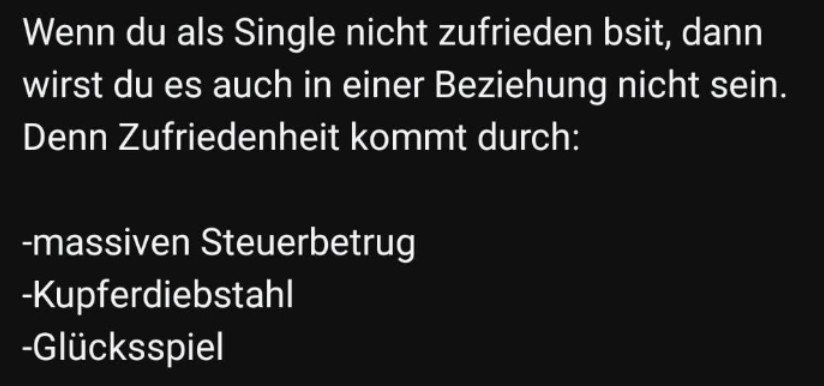 Wenn du als Single nicht zufrieden bsit, dann
wirst du es auch in einer Beziehung nicht sein.
Denn Zufriedenheit kommt durch:
-massiven Steuerbetrug
-Kupferdiebstahl
-Glücksspiel